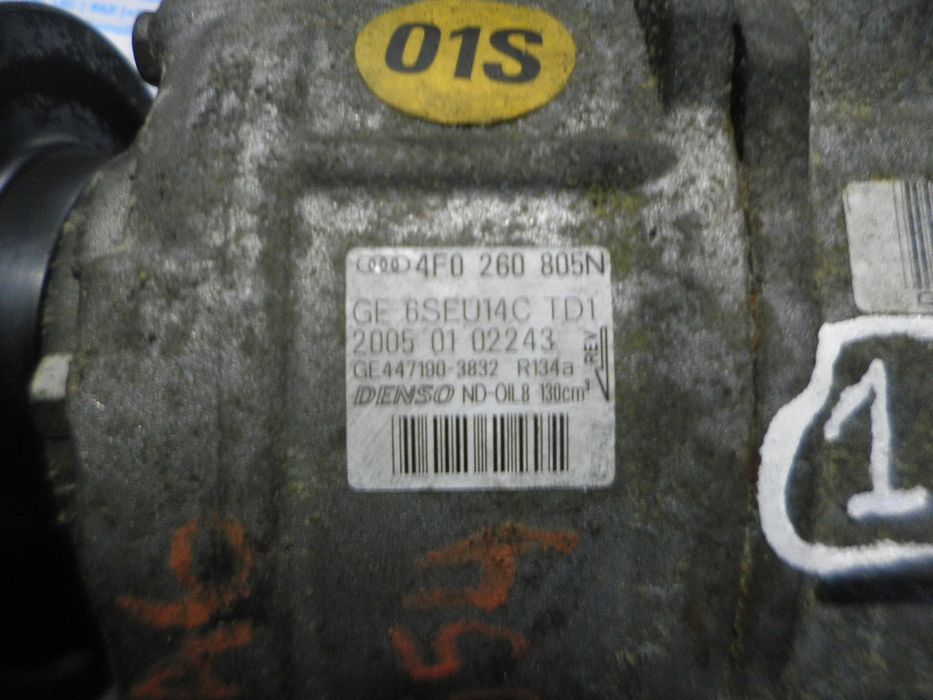 01S
4F0 260 805N
GE 6SEU14C TD1
2005 01 02243
GE447190-3832 R134a
REV
DENSO ND-OIL8 130cm³
1